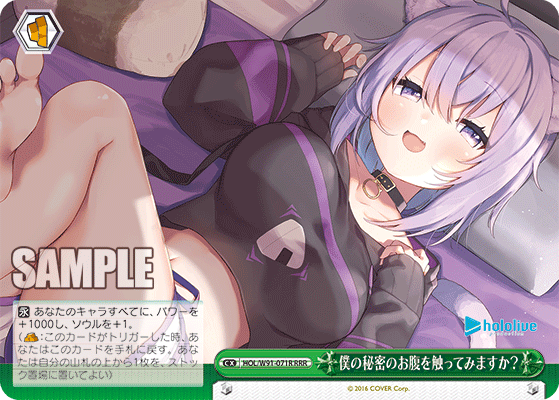 SAMPLE
永 あなたのキャラすべてに、パワーを
+1000し、ソウルを+1。
(：このカードがトリガーした時、あ
なたはこのカードを手札に戻す。あな
たは自分の山札の上から1枚を、ストッ
ク置場に置いてよい)
hololive
PRODUCTION
CX HOL/W91-071RRR RRR
僕の秘密のお腹を触ってみますか？
© 2016 COVER Corp.